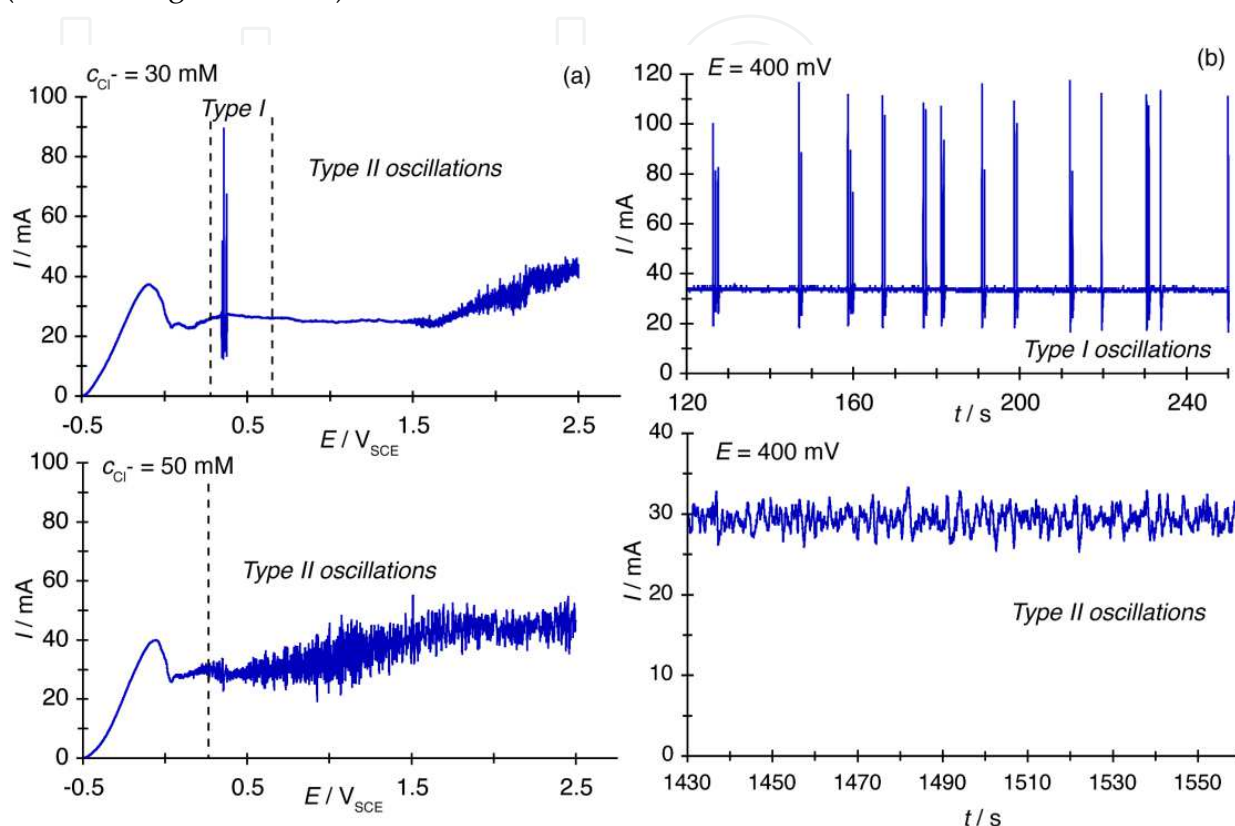 c_Cl- = 30 mM
(a)
Type I
Type II oscillations
100
80
60
40
20
0
I / mA
-0.5
0.5
1.5
2.5
E / V_SCE
E = 400 mV
(b)
120
100
80
60
40
20
0
I / mA
Type I oscillations
120
160
200
240
t / s
c_Cl- = 50 mM
Type II oscillations
100
80
60
40
20
0
I / mA
-0.5
0.5
1.5
2.5
E / V_SCE
E = 400 mV
40
30
20
10
0
I / mA
Type II oscillations
1430
1450
1470
1490
1510
1530
1550
t / s